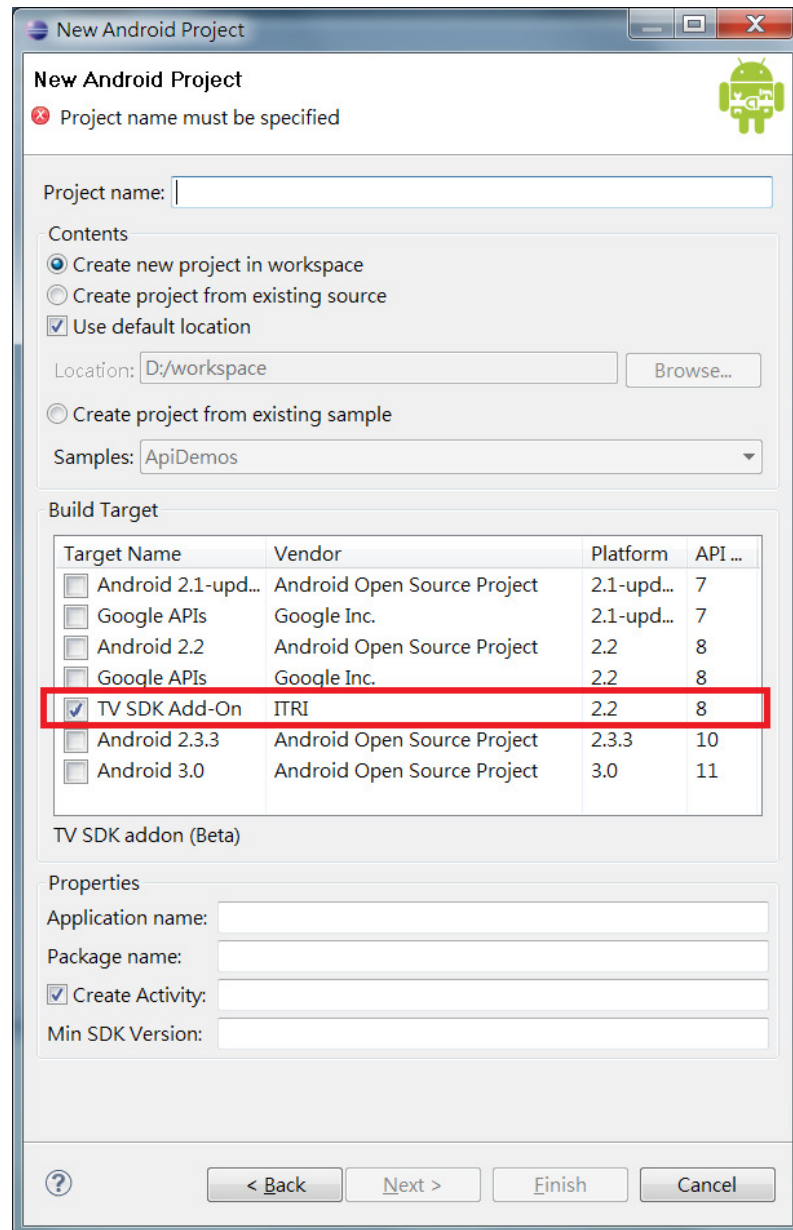 New Android Project
New Android Project
Project name must be specified
Project name:
Contents
Create new project in workspace
Create project from existing source
Use default location
Location: D:/workspace Browse...
Create project from existing sample
Samples: ApiDemos
Build Target
Target Name Vendor Platform API ...
Android 2.1-upd... Android Open Source Project 2.1-upd... 7
Google APIs Google Inc. 2.1-upd... 7
Android 2.2 Android Open Source Project 2.2 8
Google APIs Google Inc. 2.2 8
TV SDK Add-On ITRI 2.2 8
Android 2.3.3 Android Open Source Project 2.3.3 10
Android 3.0 Android Open Source Project 3.0 11
TV SDK addon (Beta)
Properties
Application name:
Package name:
Create Activity:
Min SDK Version:
? < Back Next > Finish Cancel